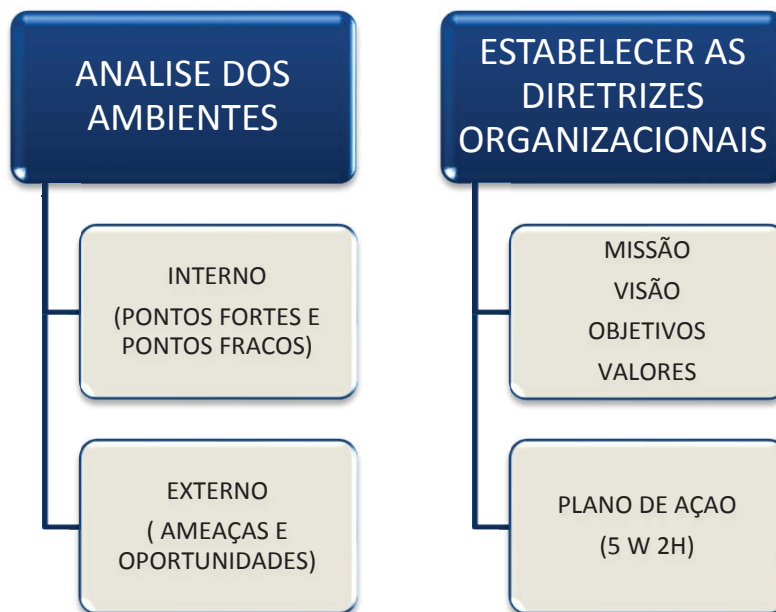 ANALISE DOS
AMBIENTES
INTERNO
(PONTOS FORTES E
PONTOS FRACOS)
EXTERNO
( AMEAÇAS E
OPORTUNIDADES)
ESTABELECER AS
DIRETRIZES
ORGANIZACIONAIS
MISSÃO
VISÃO
OBJETIVOS
VALORES
PLANO DE AÇAO
(5 W 2H)